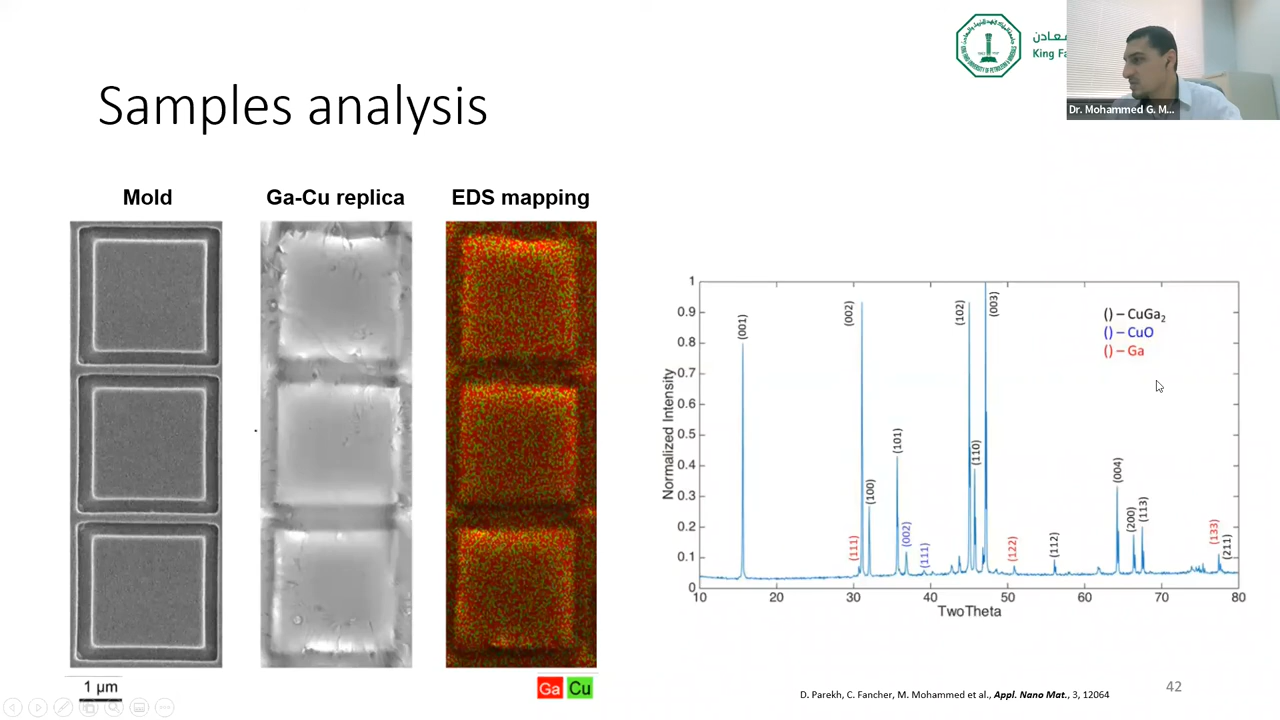 Samples analysis
معادن
King Fa
Dr. Mohammed G. M...
Mold
Ga-Cu replica
EDS mapping
1 μm
Ga Cu
Normalized Intensity
1
0.9
0.8
0.7
0.6
0.5
0.4
0.3
0.2
0.1
0
10 20 30 40 50 60 70 80
TwoTheta
(001)
(111)
(002)
(100)
(101)
(002)
(111)
(102)
(110)
(003)
(122)
(112)
(004)
(200)
(113)
(133)
(211)
() – CuGa2
() – CuO
() – Ga
D. Parekh, C. Fancher, M. Mohammed et al., Appl. Nano Mat., 3, 12064
42